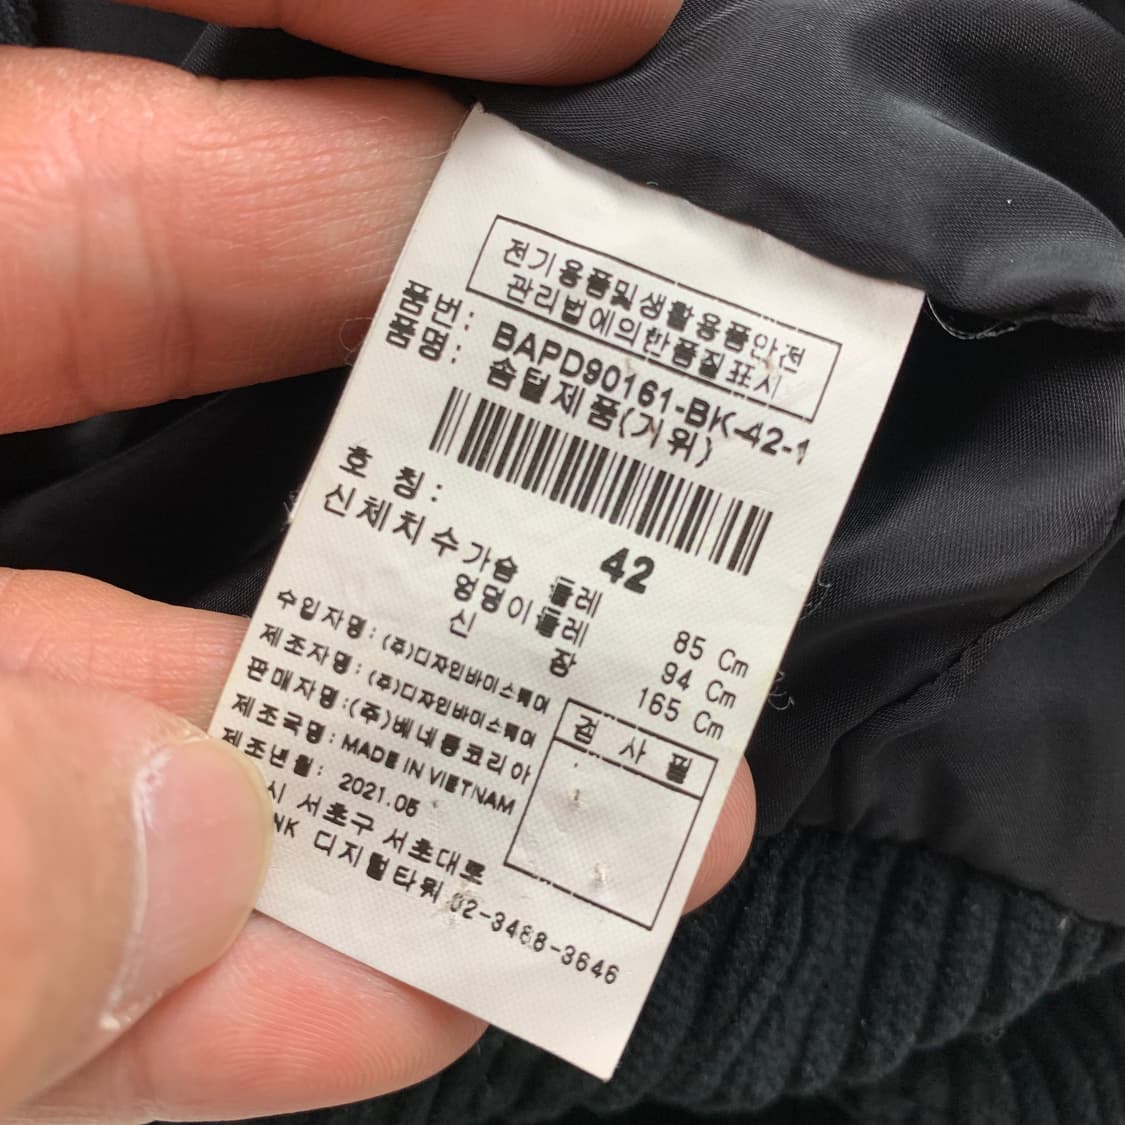 전기용품및생활용품안전
관리법에의한품질표시
품번: BAPD90161-BK-42-1
품명: 솜털제품(거위)
호 칭: 42
신체치수 가슴 둘레 85 Cm
엉덩이둘레 94 Cm
신 장 165 Cm
수입자명: (주)디자인바이스퀘어
제조자명: (주)디자인바이스퀘어
판매자명:(주)베네통코리아
제조국명: MADE IN VIETNAM
제조년월: 2021.05
시 서초구 서초대로
NK 디지털타워 02-3488-3646
검 사 필